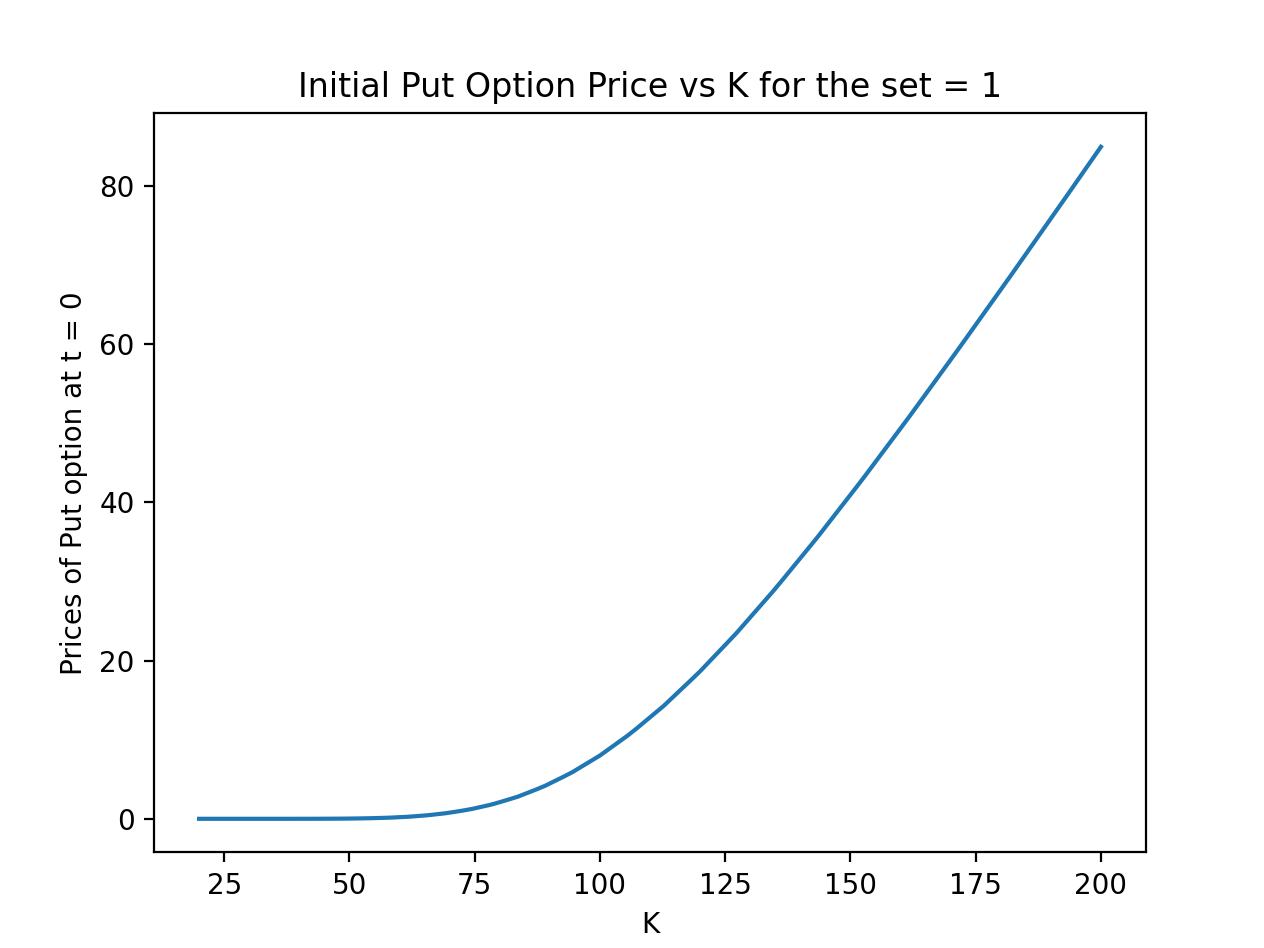 Initial Put Option Price vs K for the set = 1
Prices of Put option at t = 0
80
60
40
20
0
25 50 75 100 125 150 175 200
K